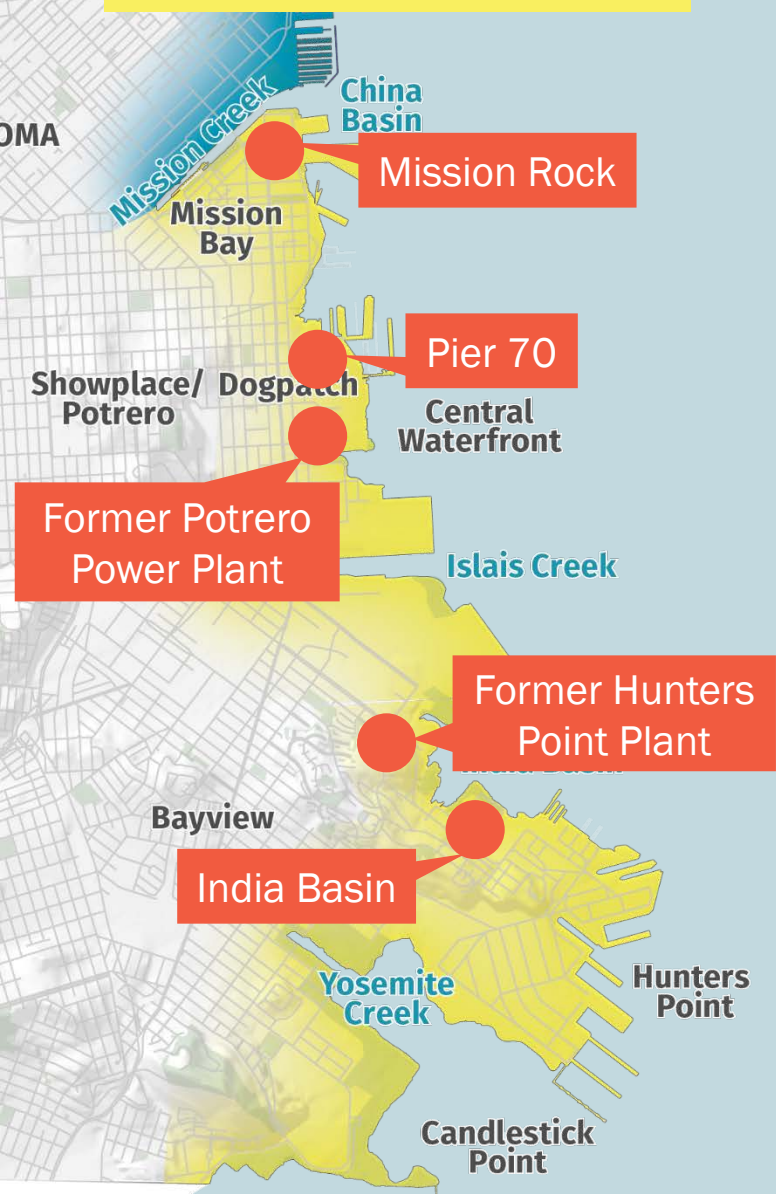 China
Basin
OMA
Mission Creek
Mission Rock
Mission
Bay
Pier 70
Showplace/
Potrero
Dogpatch
Central
Waterfront
Former Potrero
Power Plant
Islais Creek
Former Hunters
Point Plant
Bayview
India Basin
Hunters
Point
Yosemite
Creek
Candlestick
Point